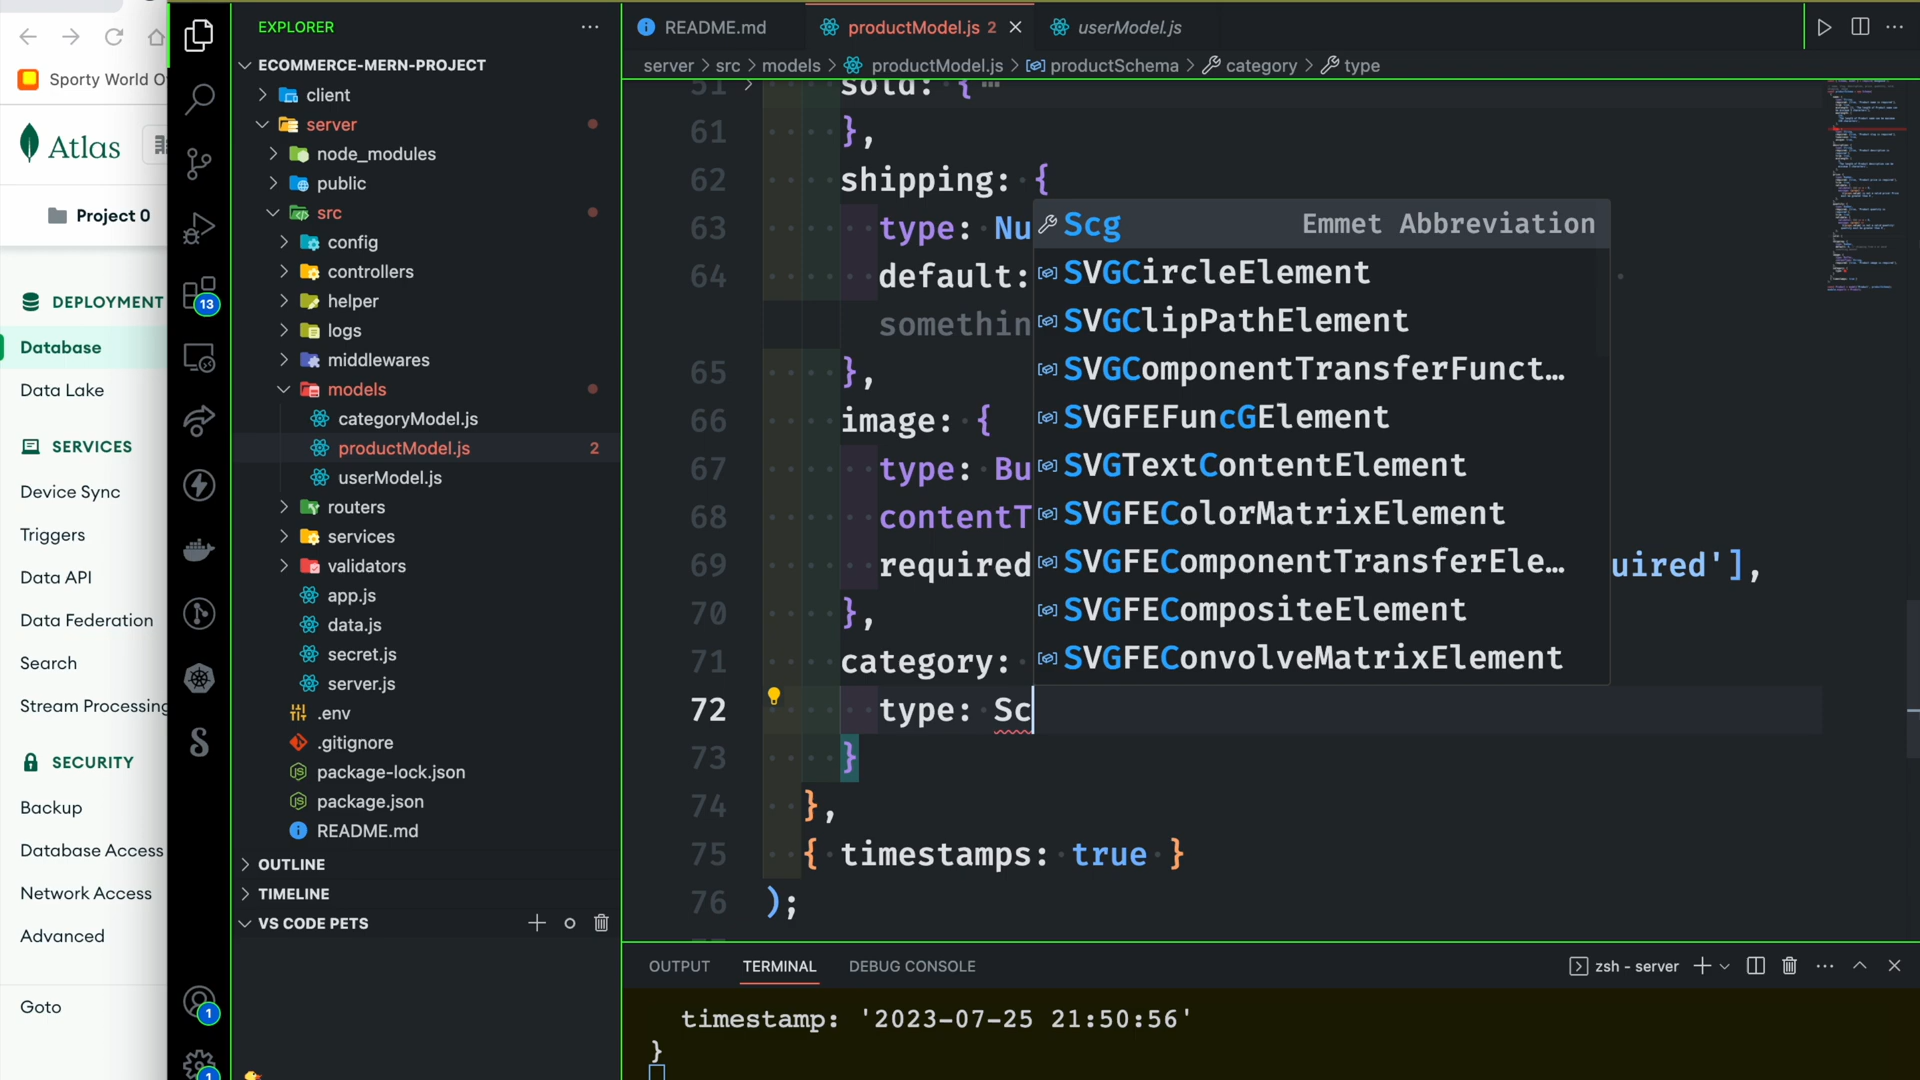 Sporty World O
Atlas
Project 0
DEPLOYMENT
Database
Data Lake
SERVICES
Device Sync
Triggers
Data API
Data Federation
Search
Stream Processing
SECURITY
Backup
Database Access
Network Access
Advanced
Goto
13
1
1
EXPLORER
ECOMMERCE-MERN-PROJECT
client
server
node_modules
public
src
config
controllers
helper
logs
middlewares
models
categoryModel.js
productModel.js 2
userModel.js
routers
services
validators
app.js
data.js
secret.js
server.js
.env
.gitignore
package-lock.json
package.json
README.md
OUTLINE
TIMELINE
VS CODE PETS
README.md
productModel.js 2
userModel.js
server > src > models > productModel.js > productSchema > category > type
51 sold: {
61 },
62 shipping: {
63 type: Nu
64 default:
somethin
65 },
66 image: {
67 type: Bu
68 contentT
69 required uired'],
70 },
71 category:
72 type: Sc
73 }
74 },
75 { timestamps: true }
76 );
Scg Emmet Abbreviation
SVGCircleElement
SVGClipPathElement
SVGComponentTransferFunct…
SVGFEFuncGElement
SVGTextContentElement
SVGFEColorMatrixElement
SVGFEComponentTransferEle…
SVGFECompositeElement
SVGFEConvolveMatrixElement
OUTPUT TERMINAL DEBUG CONSOLE
zsh - server
timestamp: '2023-07-25 21:50:56'
}